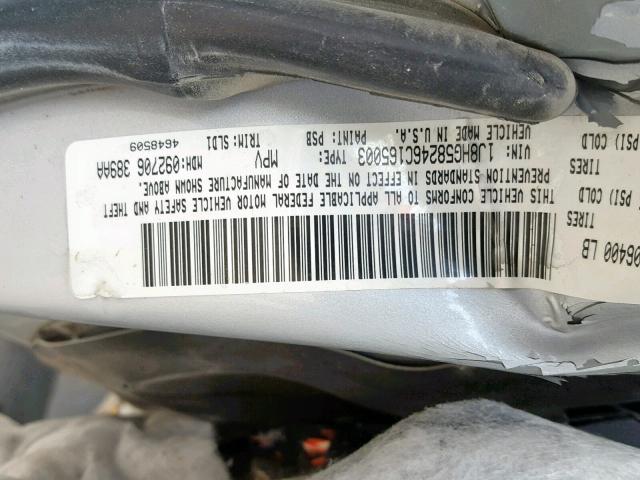 06400 LB
TIRES
PSI) COLD
TIRES
PSI) COLD
THIS VEHICLE CONFORMS TO ALL APPLICABLE FEDERAL MOTOR VEHICLE SAFETY AND THEFT
PREVENTION STANDARDS IN EFFECT ON THE DATE OF MANUFACTURE SHOWN ABOVE.
VIN: 1J8HG58246C165003 TYPE: MPV MDH:092706 389AA
VEHICLE MADE IN U.S.A. PAINT: PSB TRIM: SLD1 4648509